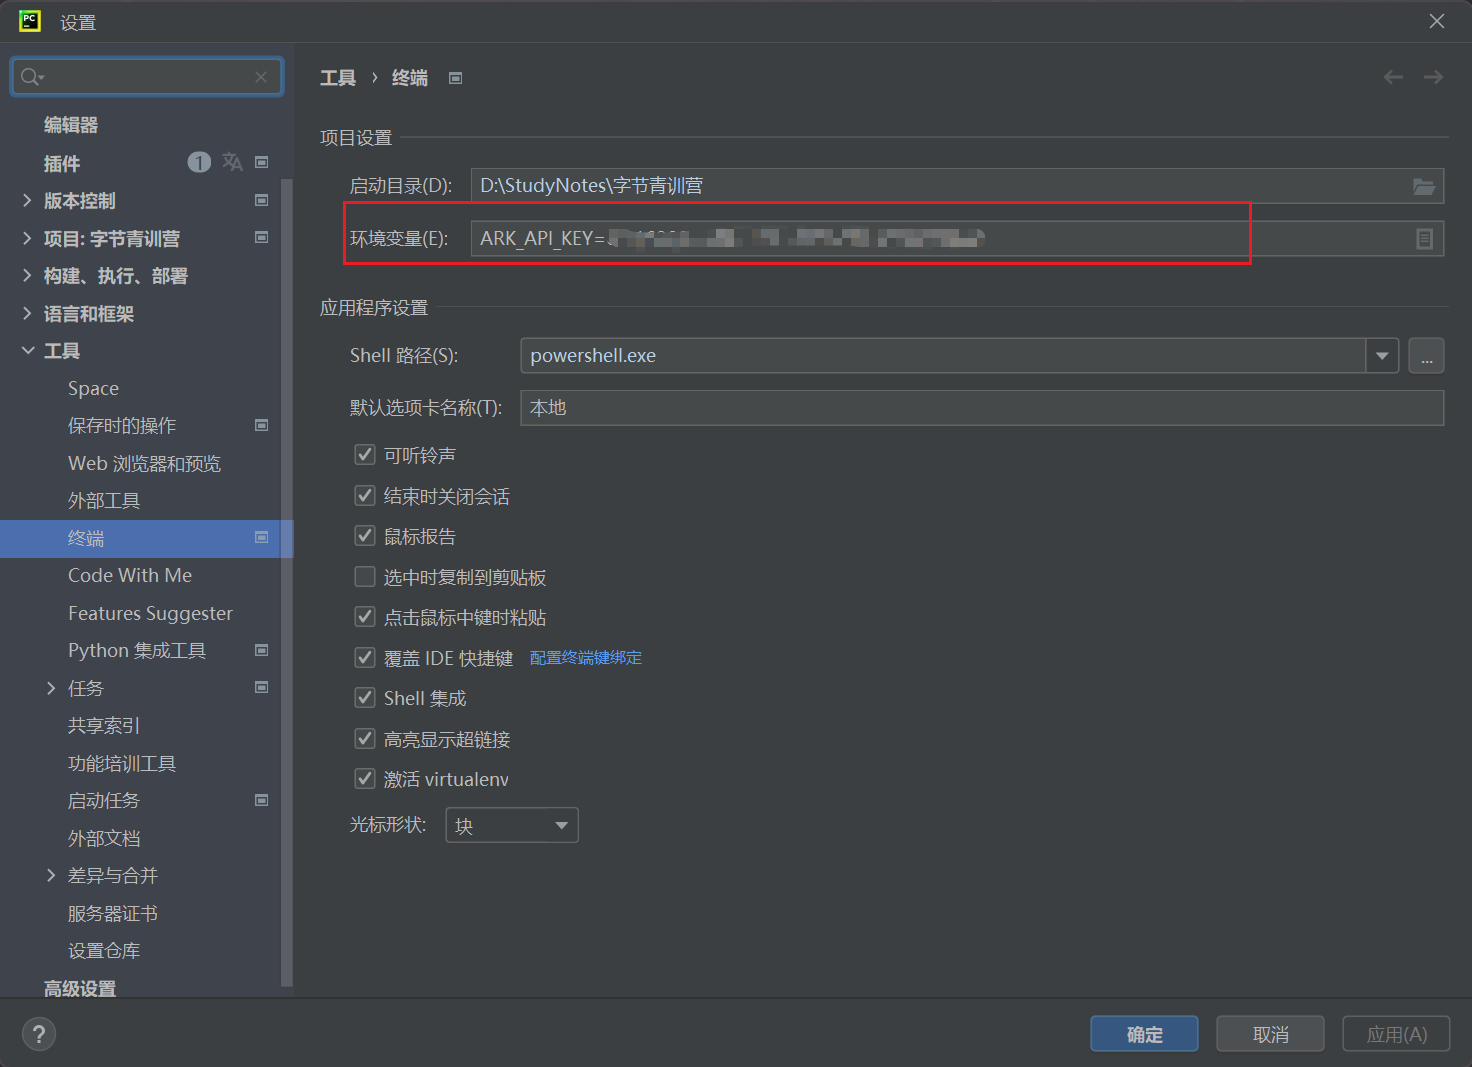 PC
设置
工具 › 终端
编辑器
插件 1
版本控制
项目: 字节青训营
构建、执行、部署
语言和框架
工具
Space
保存时的操作
Web 浏览器和预览
外部工具
终端
Code With Me
Features Suggester
Python 集成工具
任务
共享索引
功能培训工具
启动任务
外部文档
差异与合并
服务器证书
设置仓库
高级设置
项目设置
启动目录(D): D:\StudyNotes\字节青训营
环境变量(E): ARK_API_KEY=
应用程序设置
Shell 路径(S): powershell.exe ...
默认选项卡名称(T): 本地
可听铃声
结束时关闭会话
鼠标报告
选中时复制到剪贴板
点击鼠标中键时粘贴
覆盖 IDE 快捷键 配置终端键绑定
Shell 集成
高亮显示超链接
激活 virtualenv
光标形状: 块
? 确定 取消 应用(A)